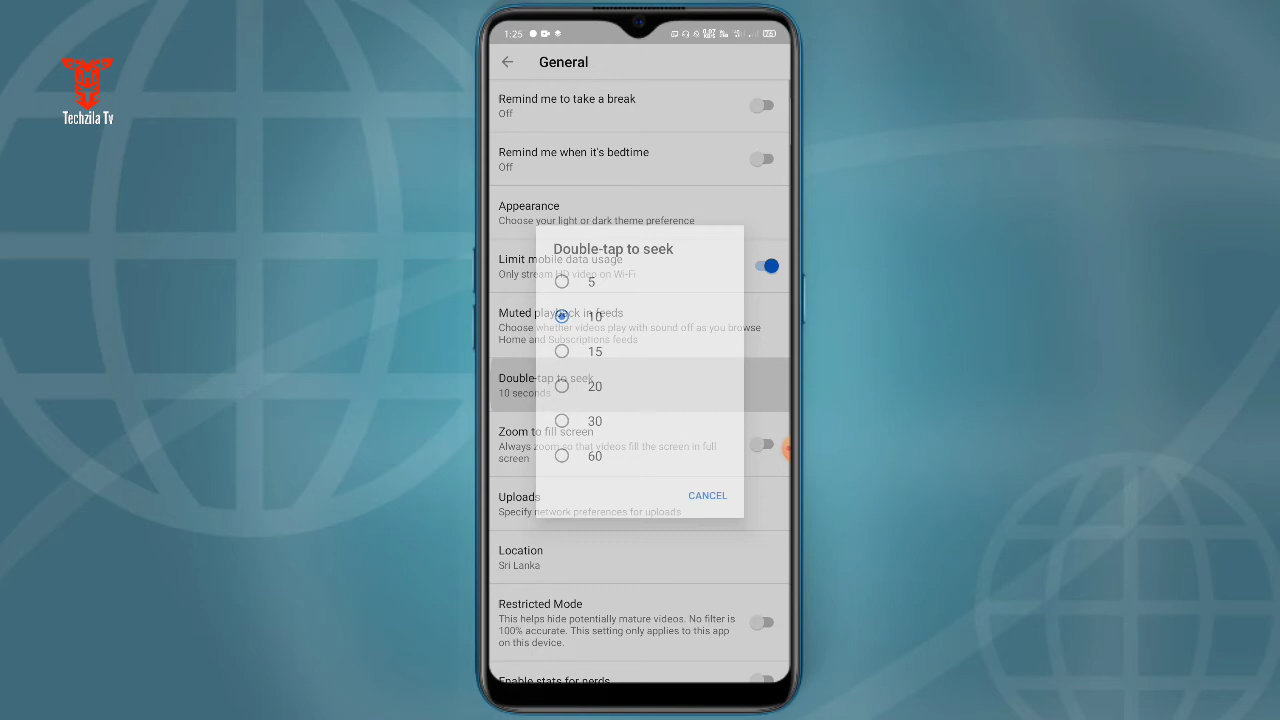 Techzila Tv
1:25
General
Remind me to take a break
Off
Remind me when it's bedtime
Off
Appearance
Choose your light or dark theme preference
Double-tap to seek
Limit mobile data usage
Only stream HD video on Wi-Fi
5
Muted playback in feeds
10
Choose whether videos play with sound off as you browse
Home and Subscriptions feeds
15
Double-tap to seek
10 seconds
20
30
Zoom to fill screen
Always zoom so that videos fill the screen in full
screen
60
CANCEL
Uploads
Specify network preferences for uploads
Location
Sri Lanka
Restricted Mode
This helps hide potentially mature videos. No filter is
100% accurate. This setting only applies to this app
on this device.
Enable stats for nerds